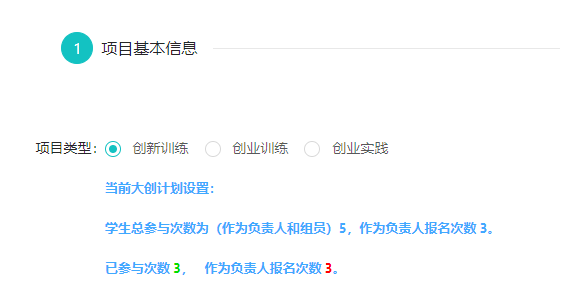 1 项目基本信息
项目类型： 创新训练 创业训练 创业实践
当前大创计划设置：
学生总参与次数为（作为负责人和组员）5，作为负责人报名次数 3。
已参与次数 3， 作为负责人报名次数 3。